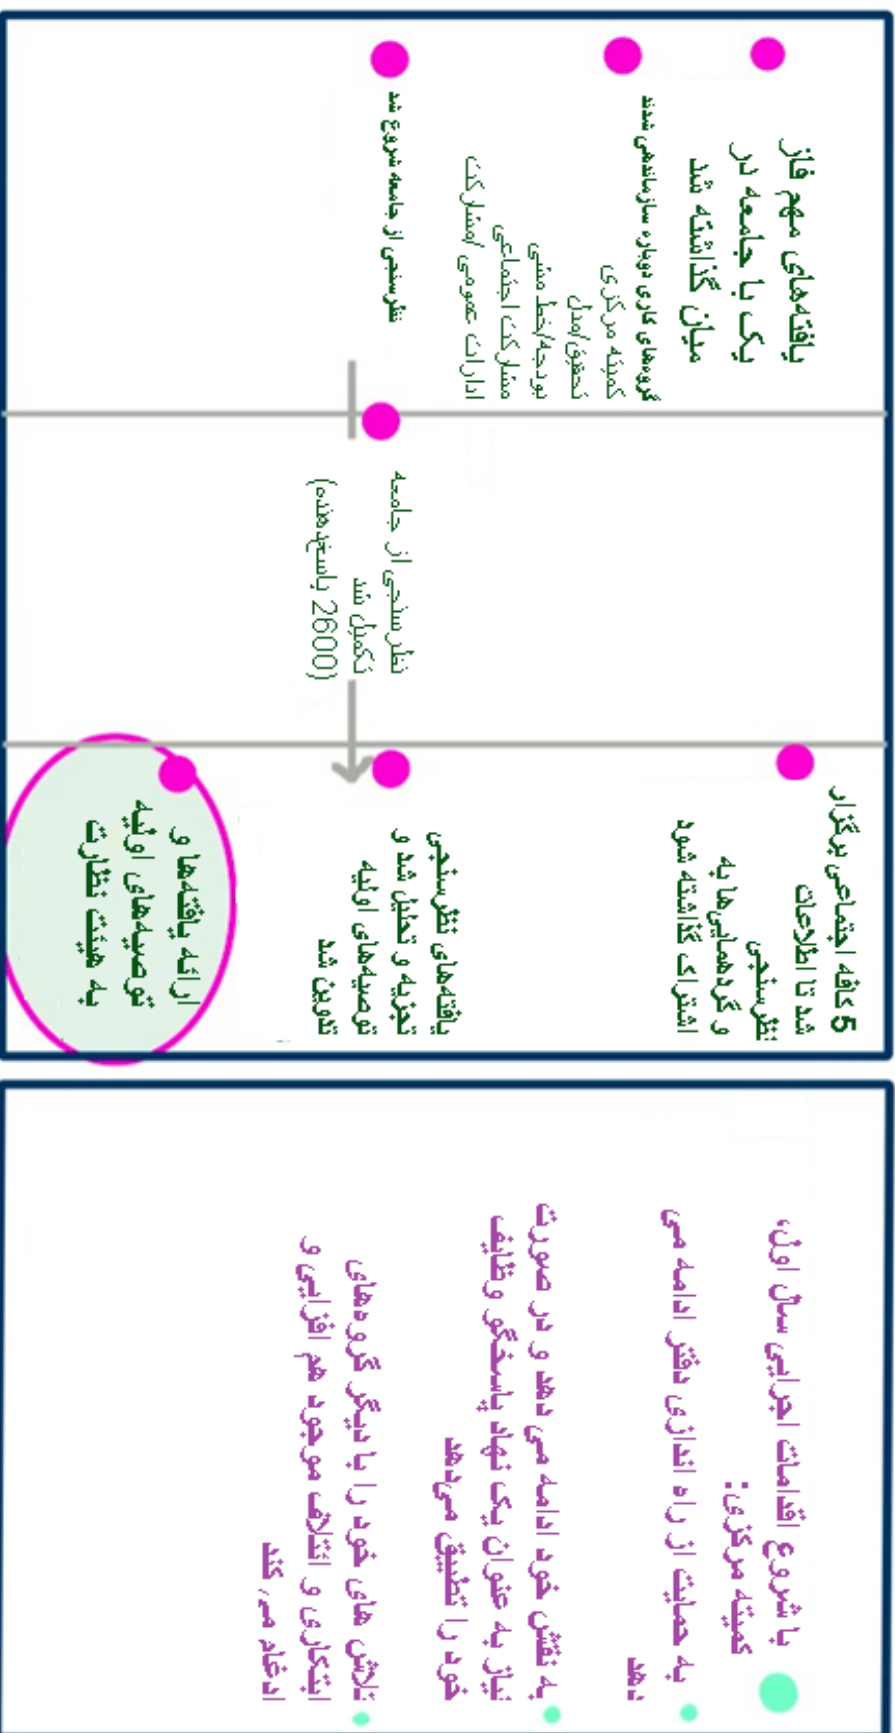 یافته‌های مهم فاز
یک با جامعه در
میان گذاشته شد
گروه‌های کاری دوباره سازماندهی شدند
کمیته مرکزی
تحقیق/مدل
بودجه/خط مشی
مشارکت اجتماعی
ادارات عمومی /مشارکت
نظرسنجی از جامعه شروع شد
نظرسنجی از جامعه
تکمیل شد
(2600 پاسخ‌دهنده)
5 کافه اجتماعی برگزار
شد تا اطلاعات
نظرسنجی
و گردهمایی‌ها به
اشتراک گذاشته شود
یافته‌های نظرسنجی
تجزیه و تحلیل شد و
توصیه‌های اولیه
تدوین شد
ارائه یافته‌ها و
توصیه‌های اولیه
به هیئت نظارت
با شروع اقدامات اجرایی سال اول،
کمیته مرکزی:
به حمایت از راه اندازی دفتر ادامه می
دهد
به نقش خود ادامه می دهد و در صورت
نیاز به عنوان یک نهاد پاسخگو وظایف
خود را تطبیق می‌دهد
تلاش های خود را با دیگر گروه‌های
ابتکاری و ائتلاف موجود هم افزایی و
ادغام می کند